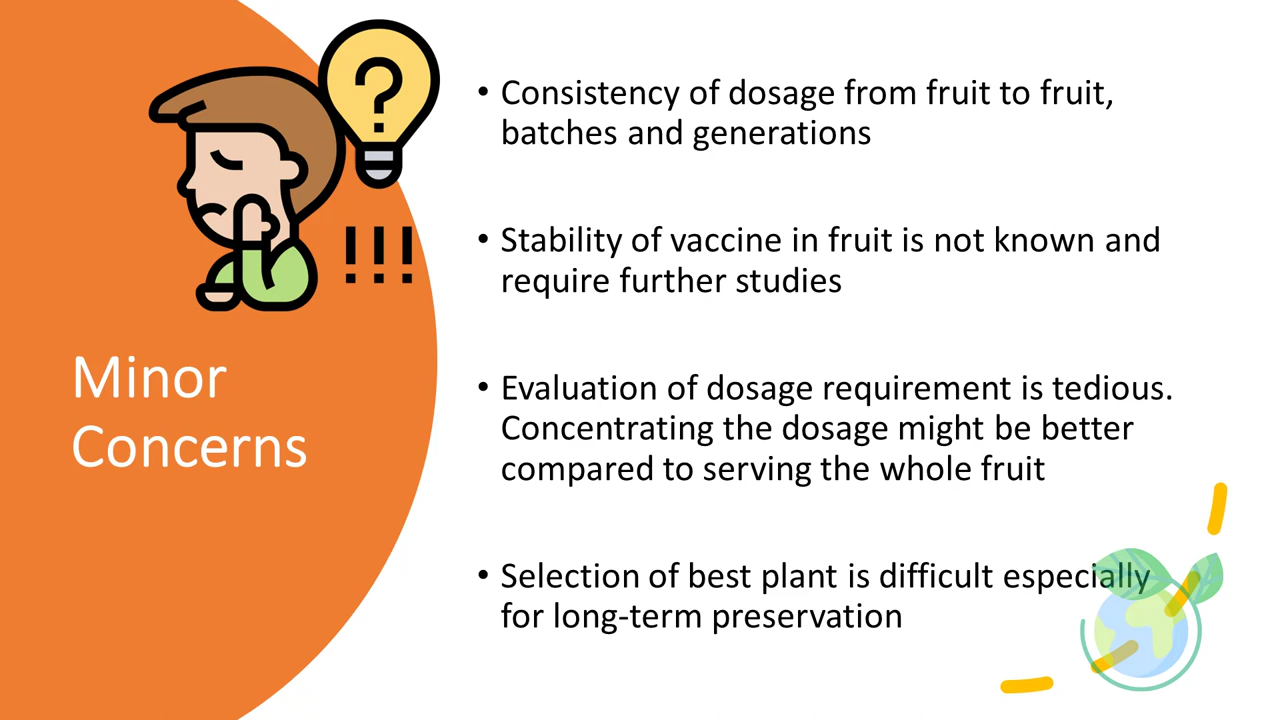 Minor
Concerns
• Consistency of dosage from fruit to fruit,
batches and generations
• Stability of vaccine in fruit is not known and
require further studies
• Evaluation of dosage requirement is tedious.
Concentrating the dosage might be better
compared to serving the whole fruit
• Selection of best plant is difficult especially
for long-term preservation
?
!!!